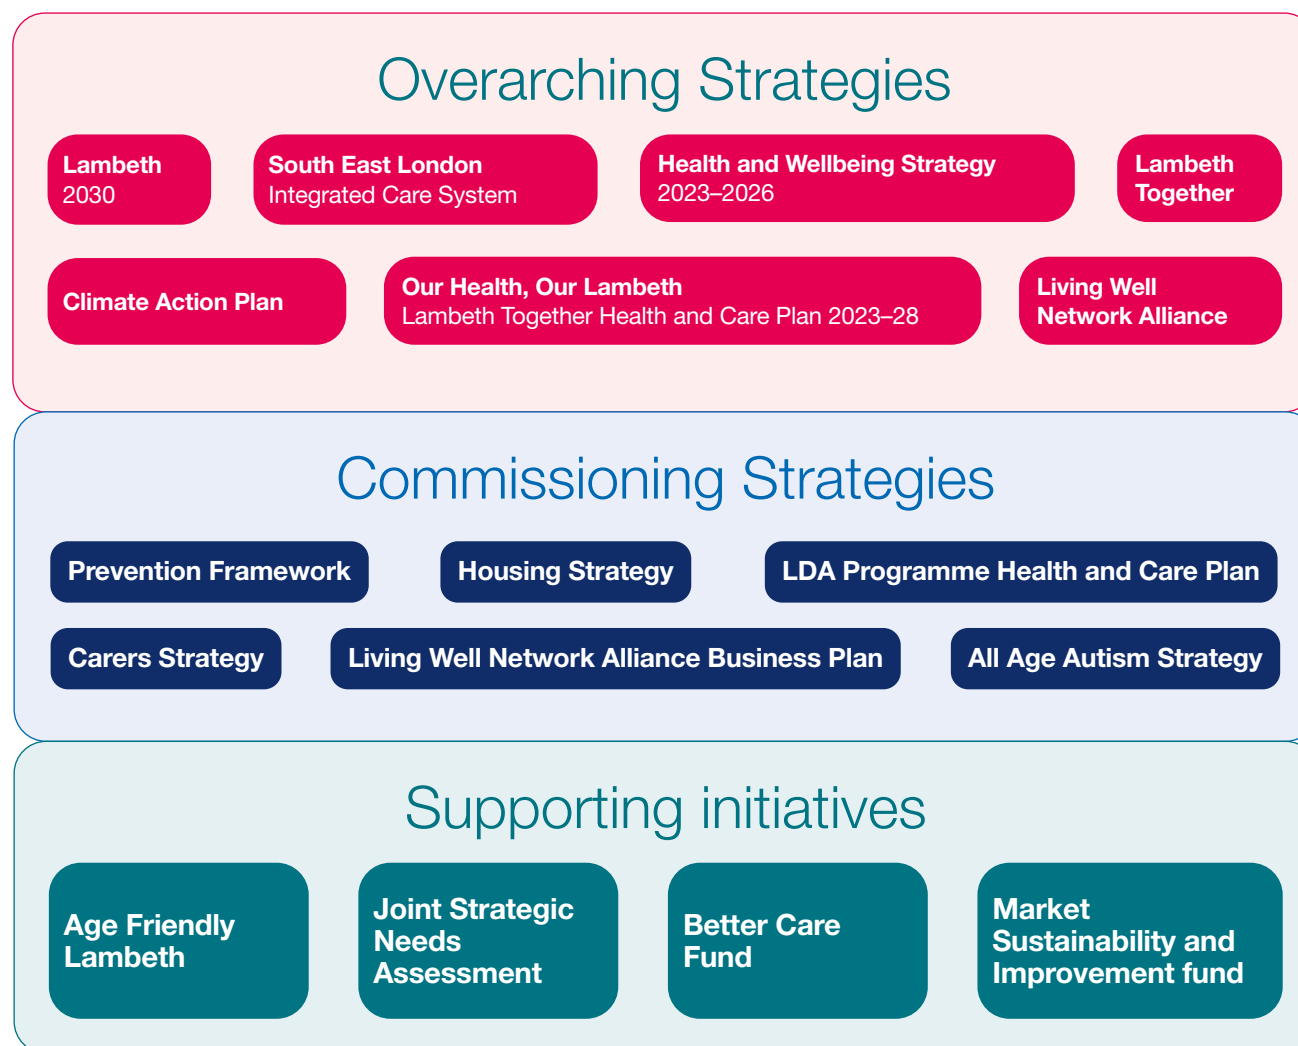 Overarching Strategies
Lambeth
2030
South East London
Integrated Care System
Health and Wellbeing Strategy
2023–2026
Lambeth
Together
Climate Action Plan
Our Health, Our Lambeth
Lambeth Together Health and Care Plan 2023–28
Living Well
Network Alliance
Commissioning Strategies
Prevention Framework
Housing Strategy
LDA Programme Health and Care Plan
Carers Strategy
Living Well Network Alliance Business Plan
All Age Autism Strategy
Supporting initiatives
Age Friendly
Lambeth
Joint Strategic
Needs
Assessment
Better Care
Fund
Market
Sustainability and
Improvement fund